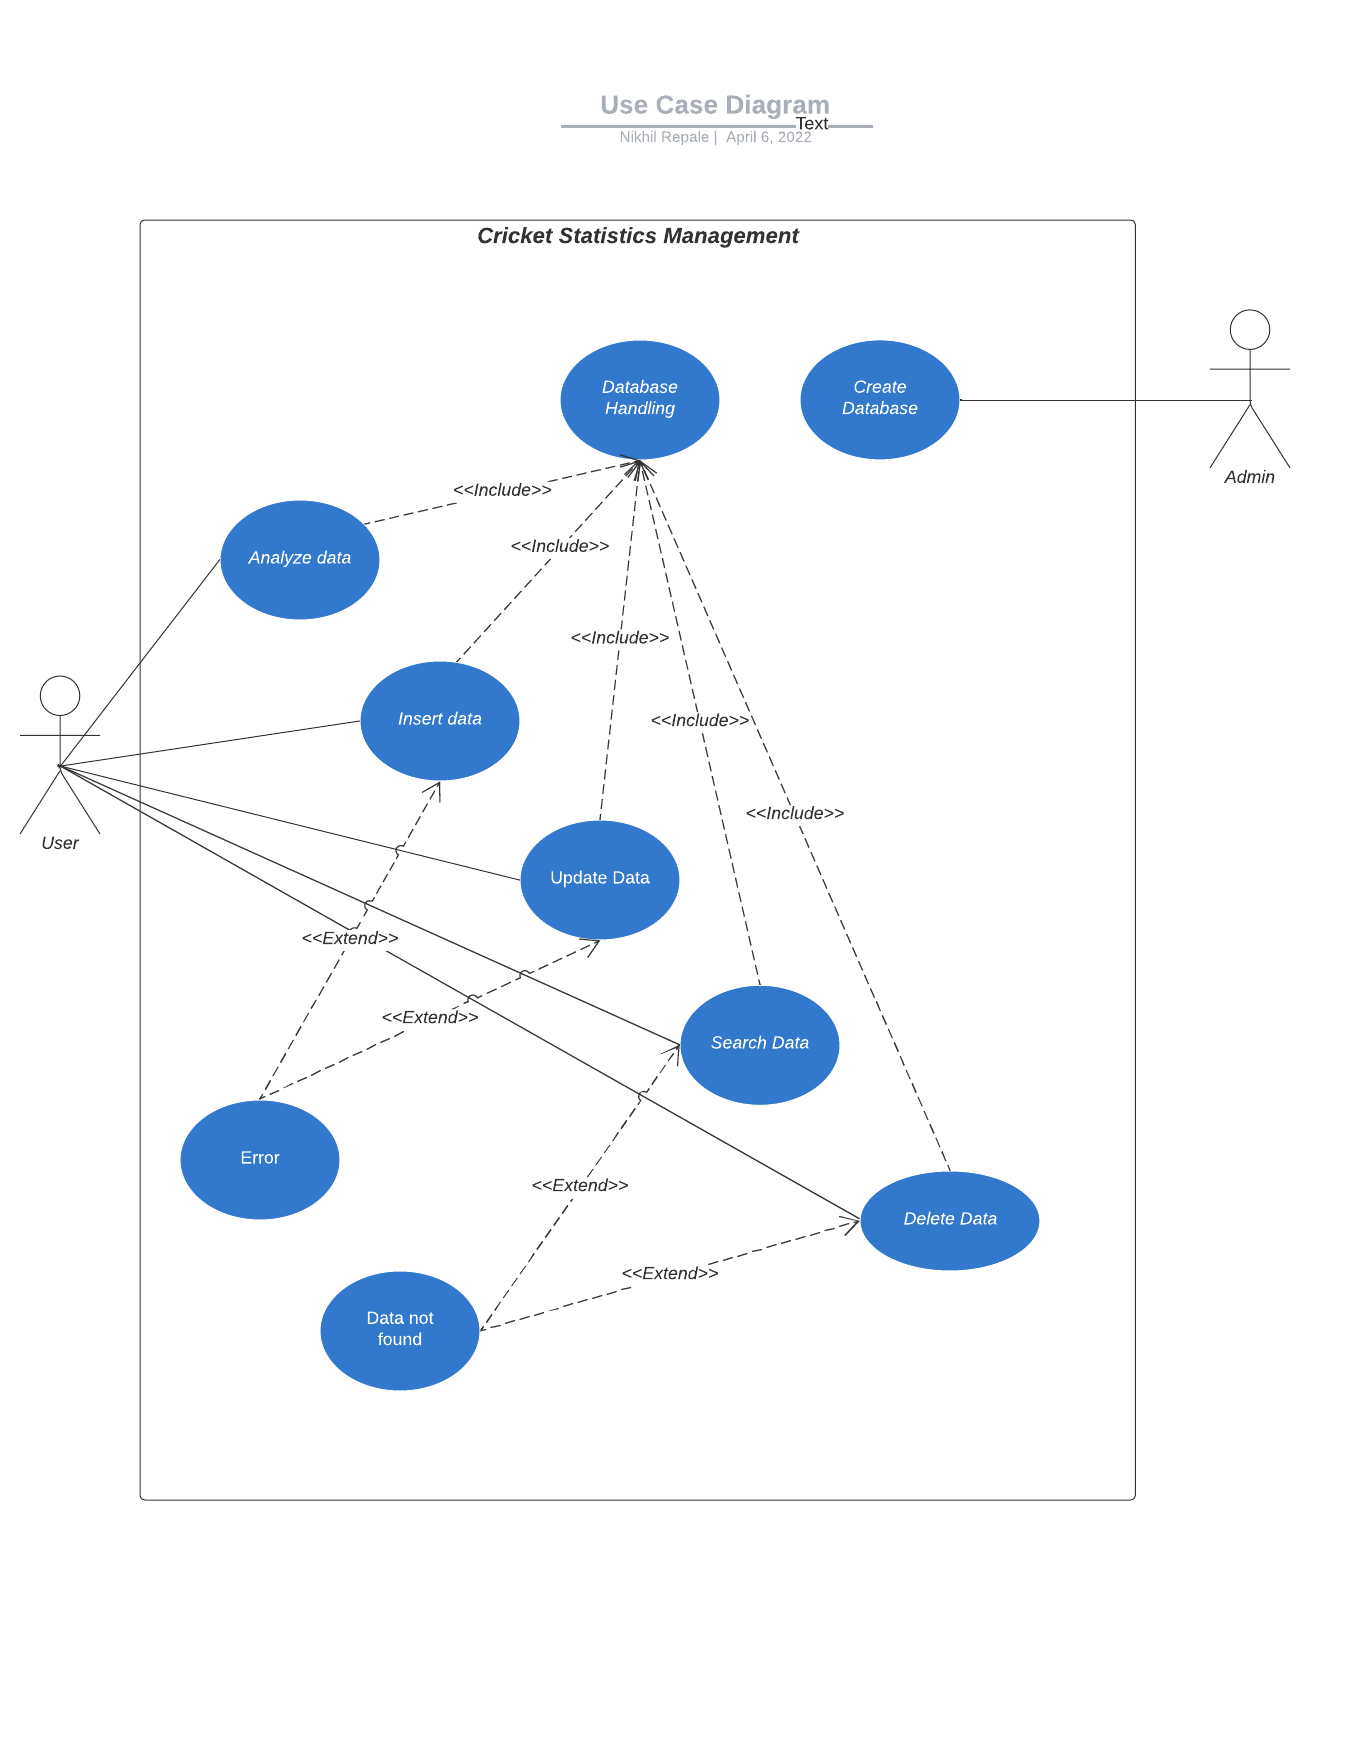 Use Case Diagram
Text
Nikhil Repale | April 6, 2022
Cricket Statistics Management
Database
Handling
Create
Database
Admin
<<Include>>
<<Include>>
Analyze data
<<Include>>
Insert data
<<Include>>
<<Include>>
User
Update Data
<<Extend>>
<<Extend>>
Search Data
Error
<<Extend>>
Delete Data
<<Extend>>
Data not
found